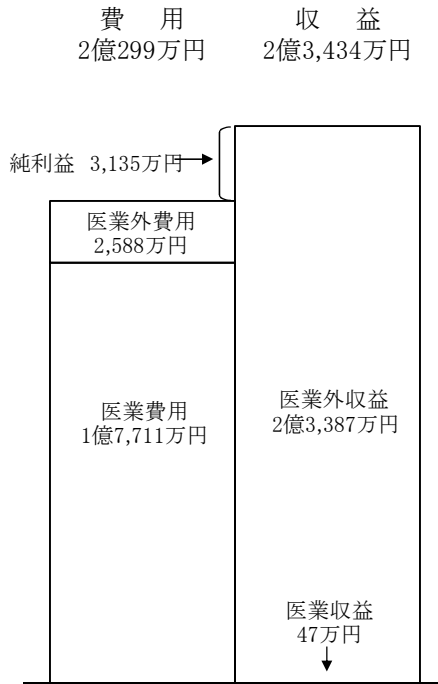 費　用
2億299万円
収　益
2億3,434万円
純利益 3,135万円
医業外費用
2,588万円
医業費用
1億7,711万円
医業外収益
2億3,387万円
医業収益
47万円